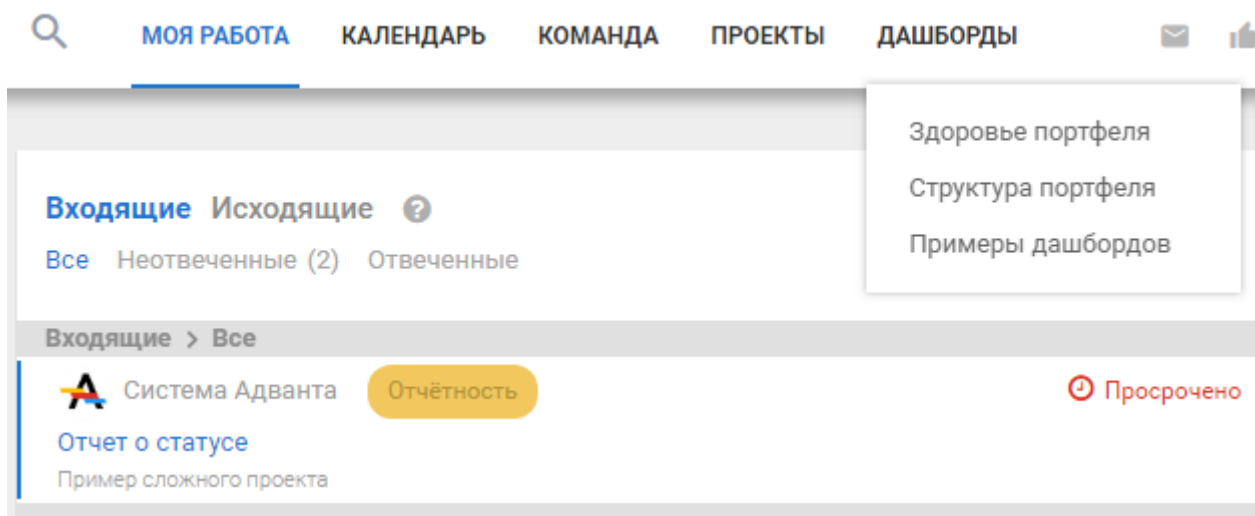 МОЯ РАБОТА КАЛЕНДАРЬ КОМАНДА ПРОЕКТЫ ДАШБОРДЫ
Здоровье портфеля
Структура портфеля
Примеры дашбордов
Входящие Исходящие ?
Все Неотвеченные (2) Отвеченные
Входящие > Все
Система Адванта Отчётность Просрочено
Отчет о статусе
Пример сложного проекта